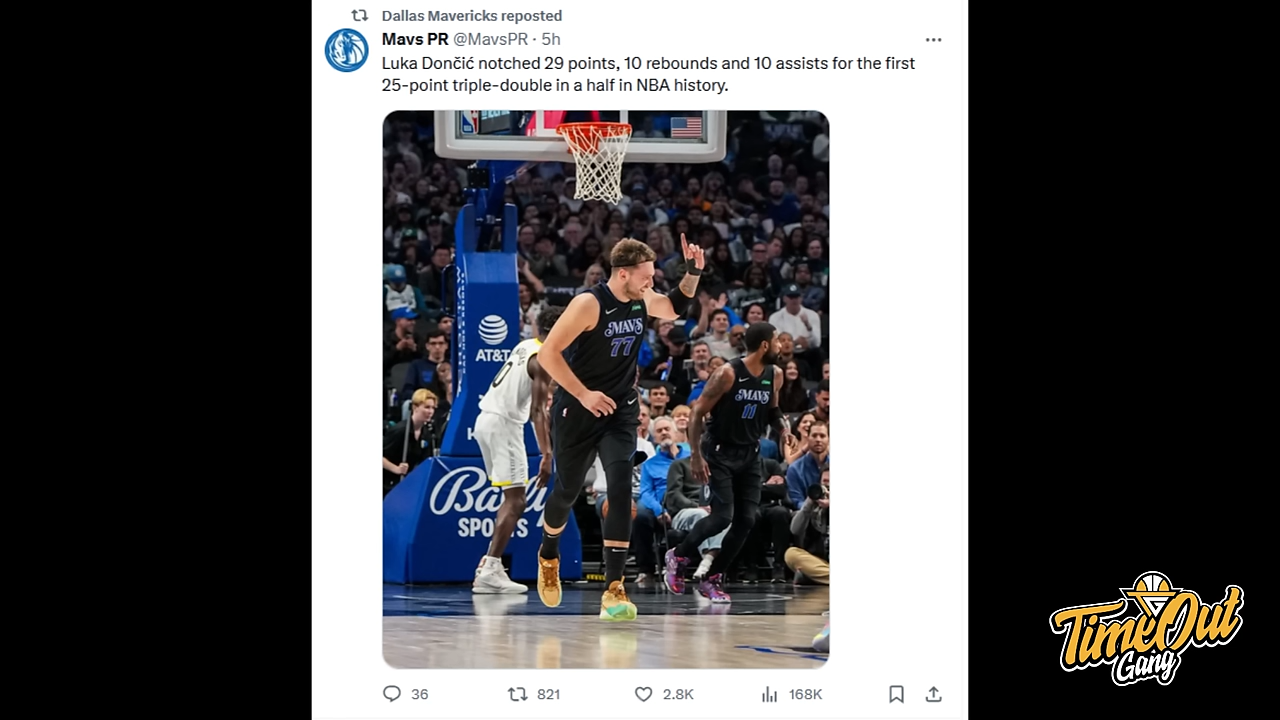 Dallas Mavericks reposted
Mavs PR @MavsPR · 5h
Luka Dončić notched 29 points, 10 rebounds and 10 assists for the first
25-point triple-double in a half in NBA history.
AT&T
MAVS
77
MAVS
11
Bally
SPORTS
36
821
2.8K
168K
TimeOut
Gang